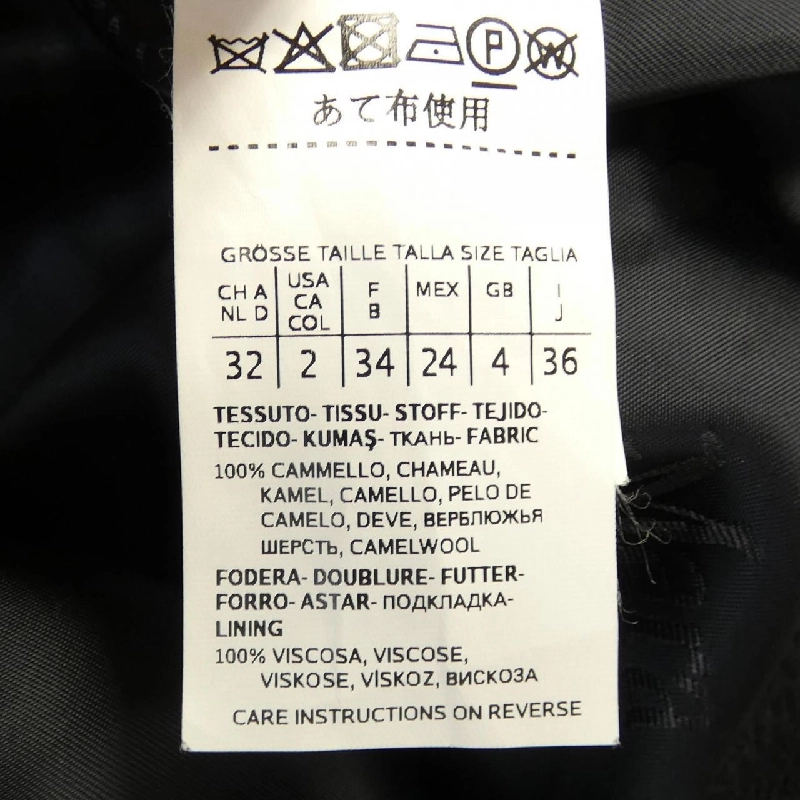 P
W
あて布使用
GRÖSSE TAILLE TALLA SIZE TAGLIA
CH A NL D USA CA COL F B MEX GB I J
32 2 34 24 4 36
TESSUTO- TISSU- STOFF- TEJIDO-
TECIDO- KUMAŞ- ТКАНЬ- FABRIC
100% CAMMELLO, CHAMEAU,
KAMEL, CAMELLO, PELO DE
CAMELO, DEVE, ВЕРБЛЮЖЬЯ
ШЕРСТЬ, CAMELWOOL
FODERA- DOUBLURE- FUTTER-
FORRO- ASTAR- ПОДКЛАДКА-
LINING
100% VISCOSA, VISCOSE,
VISKOSE, VİSKOZ, ВИСКОЗА
CARE INSTRUCTIONS ON REVERSE